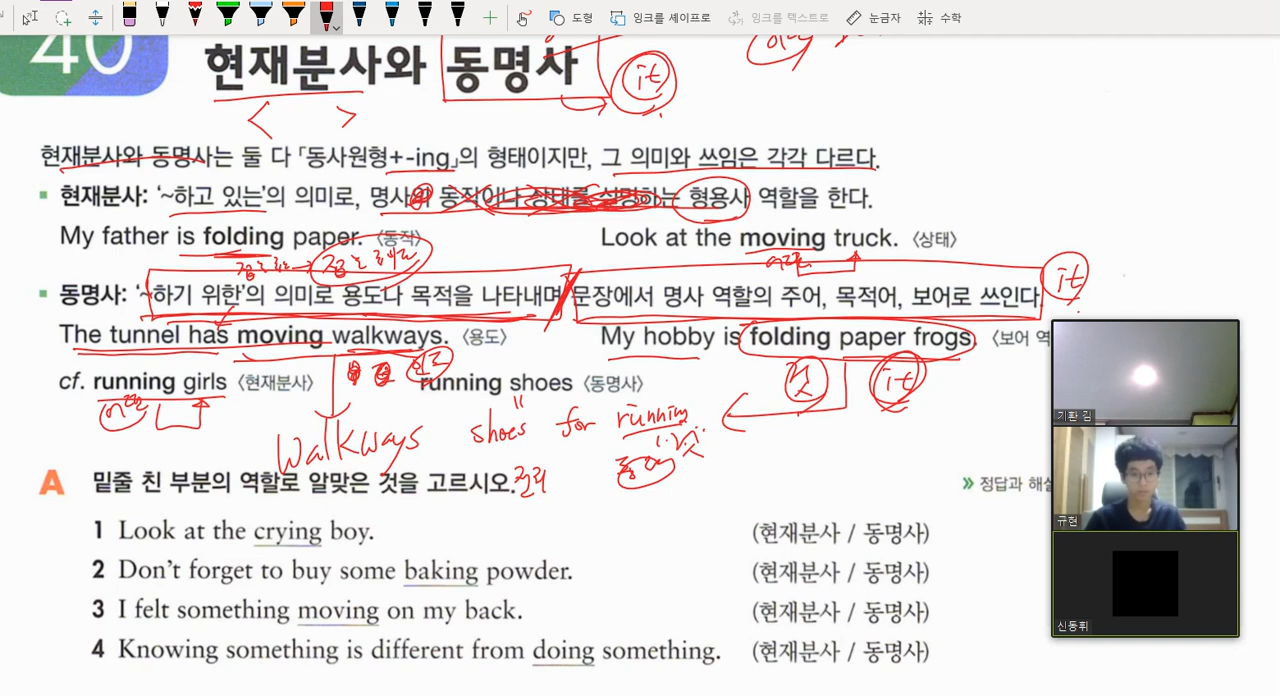 도형 잉크를 셰이프로 잉크를 텍스트로 눈금자 수학
40 현재분사와 동명사
it
현재분사와 동명사는 둘 다 「동사원형+-ing」의 형태이지만, 그 의미와 쓰임은 각각 다르다.
현재분사: '~하고 있는'의 의미로, 명사의 동작이나 상태를 설명하는 형용사 역할을 한다.
My father is folding paper. 〈동작〉 Look at the moving truck. 〈상태〉
it
동명사: '~하기 위한'의 의미로 용도나 목적을 나타내며 문장에서 명사 역할의 주어, 목적어, 보어로 쓰인다.
The tunnel has moving walkways. 〈용도〉 My hobby is folding paper frogs. 〈보어 역
cf. running girls 〈현재분사〉 running shoes 〈동명사〉
것 it
walkways shoes for running
A 밑줄 친 부분의 역할로 알맞은 것을 고르시오.
» 정답과 해설
1 Look at the crying boy. (현재분사 / 동명사)
2 Don't forget to buy some baking powder. (현재분사 / 동명사)
3 I felt something moving on my back. (현재분사 / 동명사)
4 Knowing something is different from doing something. (현재분사 / 동명사)
기환 김
규현
신동휘